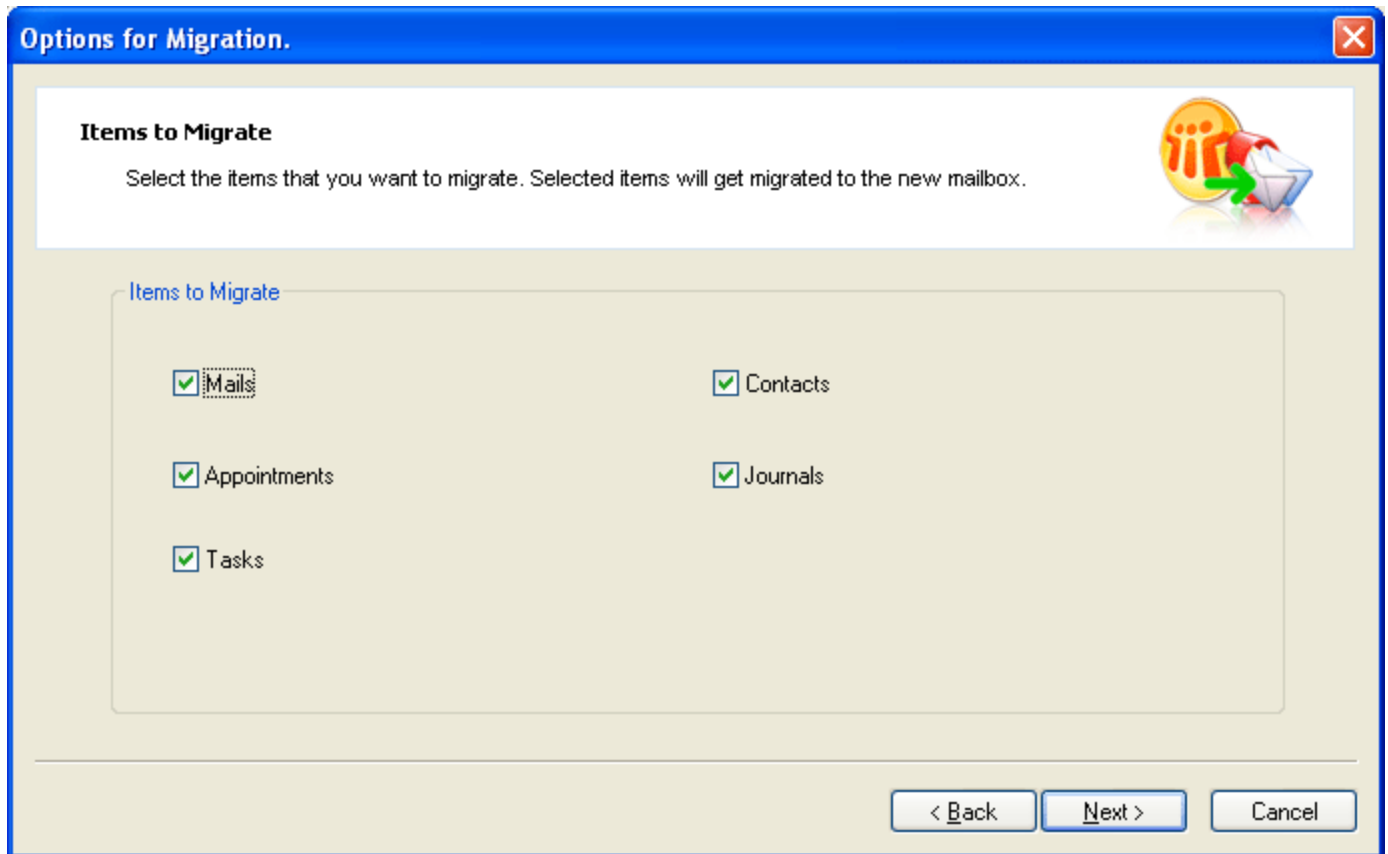 Options for Migration.
Items to Migrate
Select the items that you want to migrate. Selected items will get migrated to the new mailbox.
Items to Migrate
Mails
Contacts
Appointments
Journals
Tasks
< Back
Next >
Cancel